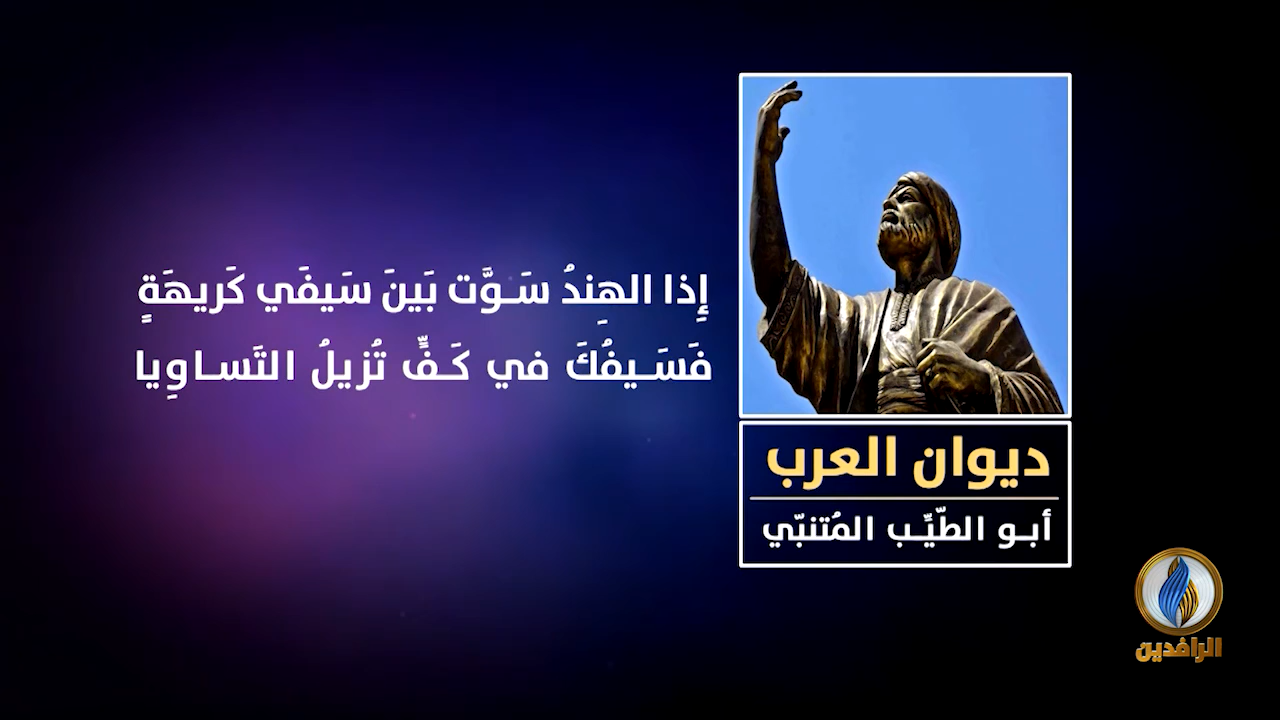 إِذا الهِندُ سَوَّت بَينَ سَيفَي كَريهَةٍ
فَسَيفُكَ في كَفٍّ تُزيلُ التَساوِيا
ديوان العرب
أبو الطّيِّب المُتنبّي
الرافدين